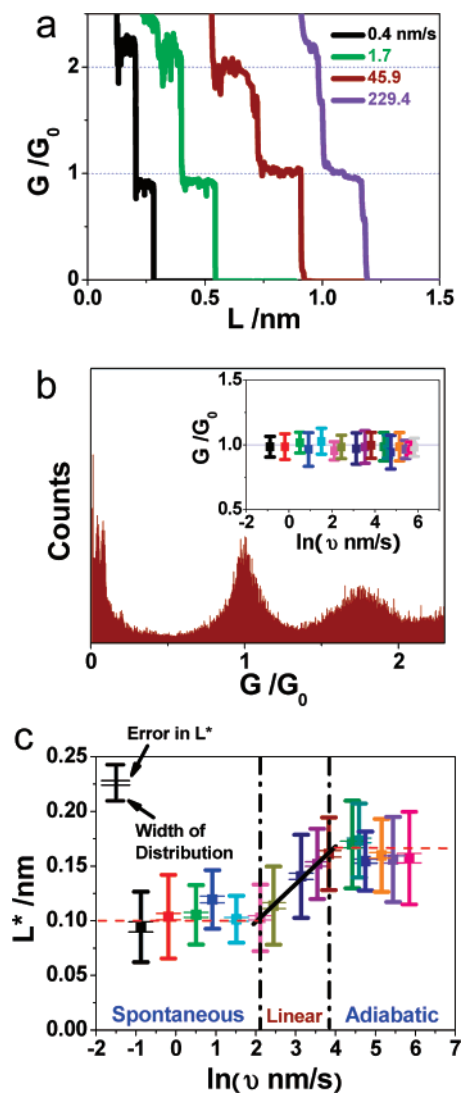 a
0.4 nm/s
1.7
45.9
229.4
2
1
0
G /G₀
0.0
0.5
1.0
1.5
L /nm
b
1.5
1.0
0.5
G /G₀
-2
0
2
4
6
ln(υ nm/s)
Counts
0
1
2
G /G₀
c
0.25
0.20
0.15
0.10
0.05
0.00
L* /nm
Error in L*
Width of
Distribution
Spontaneous
Linear
Adiabatic
-2 -1 0 1 2 3 4 5 6 7
ln(υ nm/s)